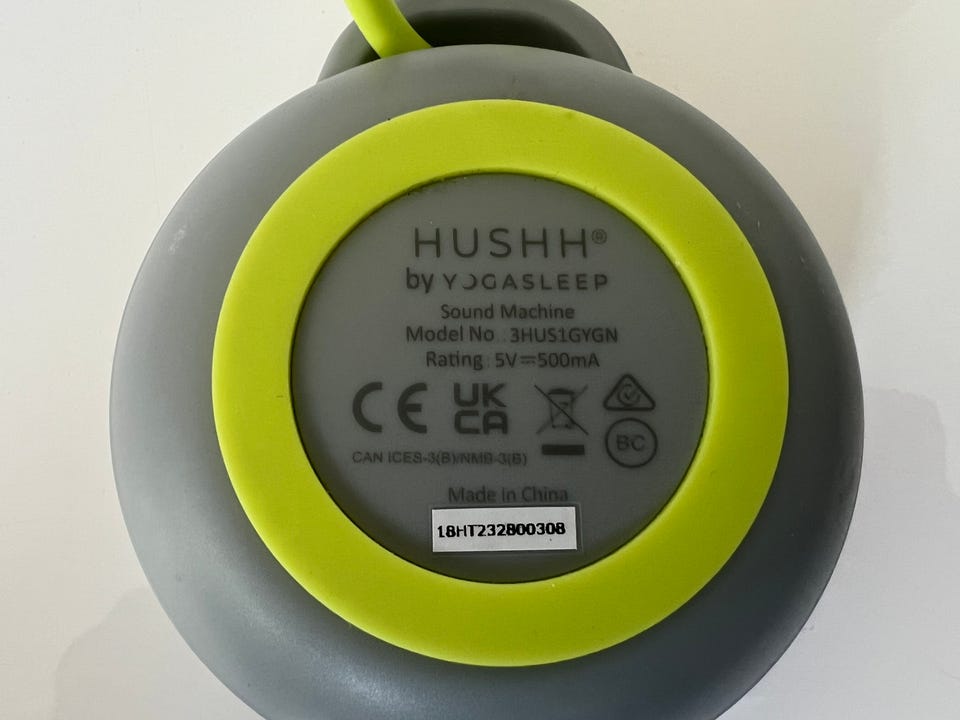 HUSHH®
by YOGASLEEP
Sound Machine
Model No. 3HUS1GYGN
Rating: 5V⎓500mA
CE UK CA
BC
CAN ICES-3(B)/NMB-3(B)
Made in China
18HT232800308